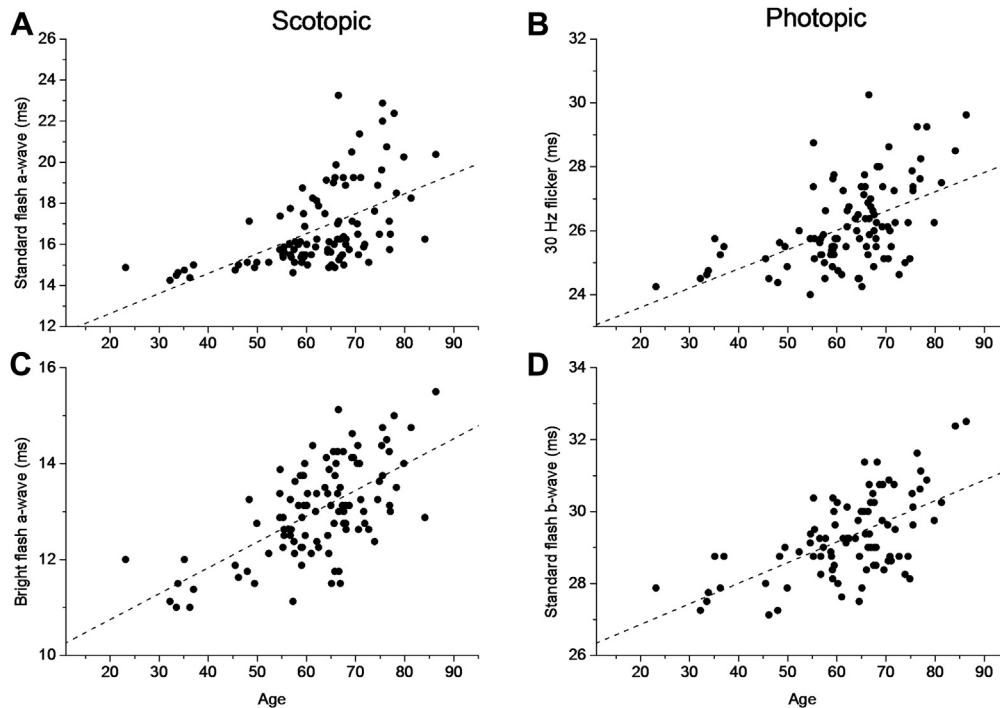 A
Scotopic
B
Photopic
Standard flash a-wave (ms)
26
24
22
20
18
16
14
12
20 30 40 50 60 70 80 90
30 Hz flicker (ms)
32
30
28
26
24
20 30 40 50 60 70 80 90
C
Bright flash a-wave (ms)
16
14
12
10
20 30 40 50 60 70 80 90
Age
D
Standard flash b-wave (ms)
34
32
30
28
26
20 30 40 50 60 70 80 90
Age